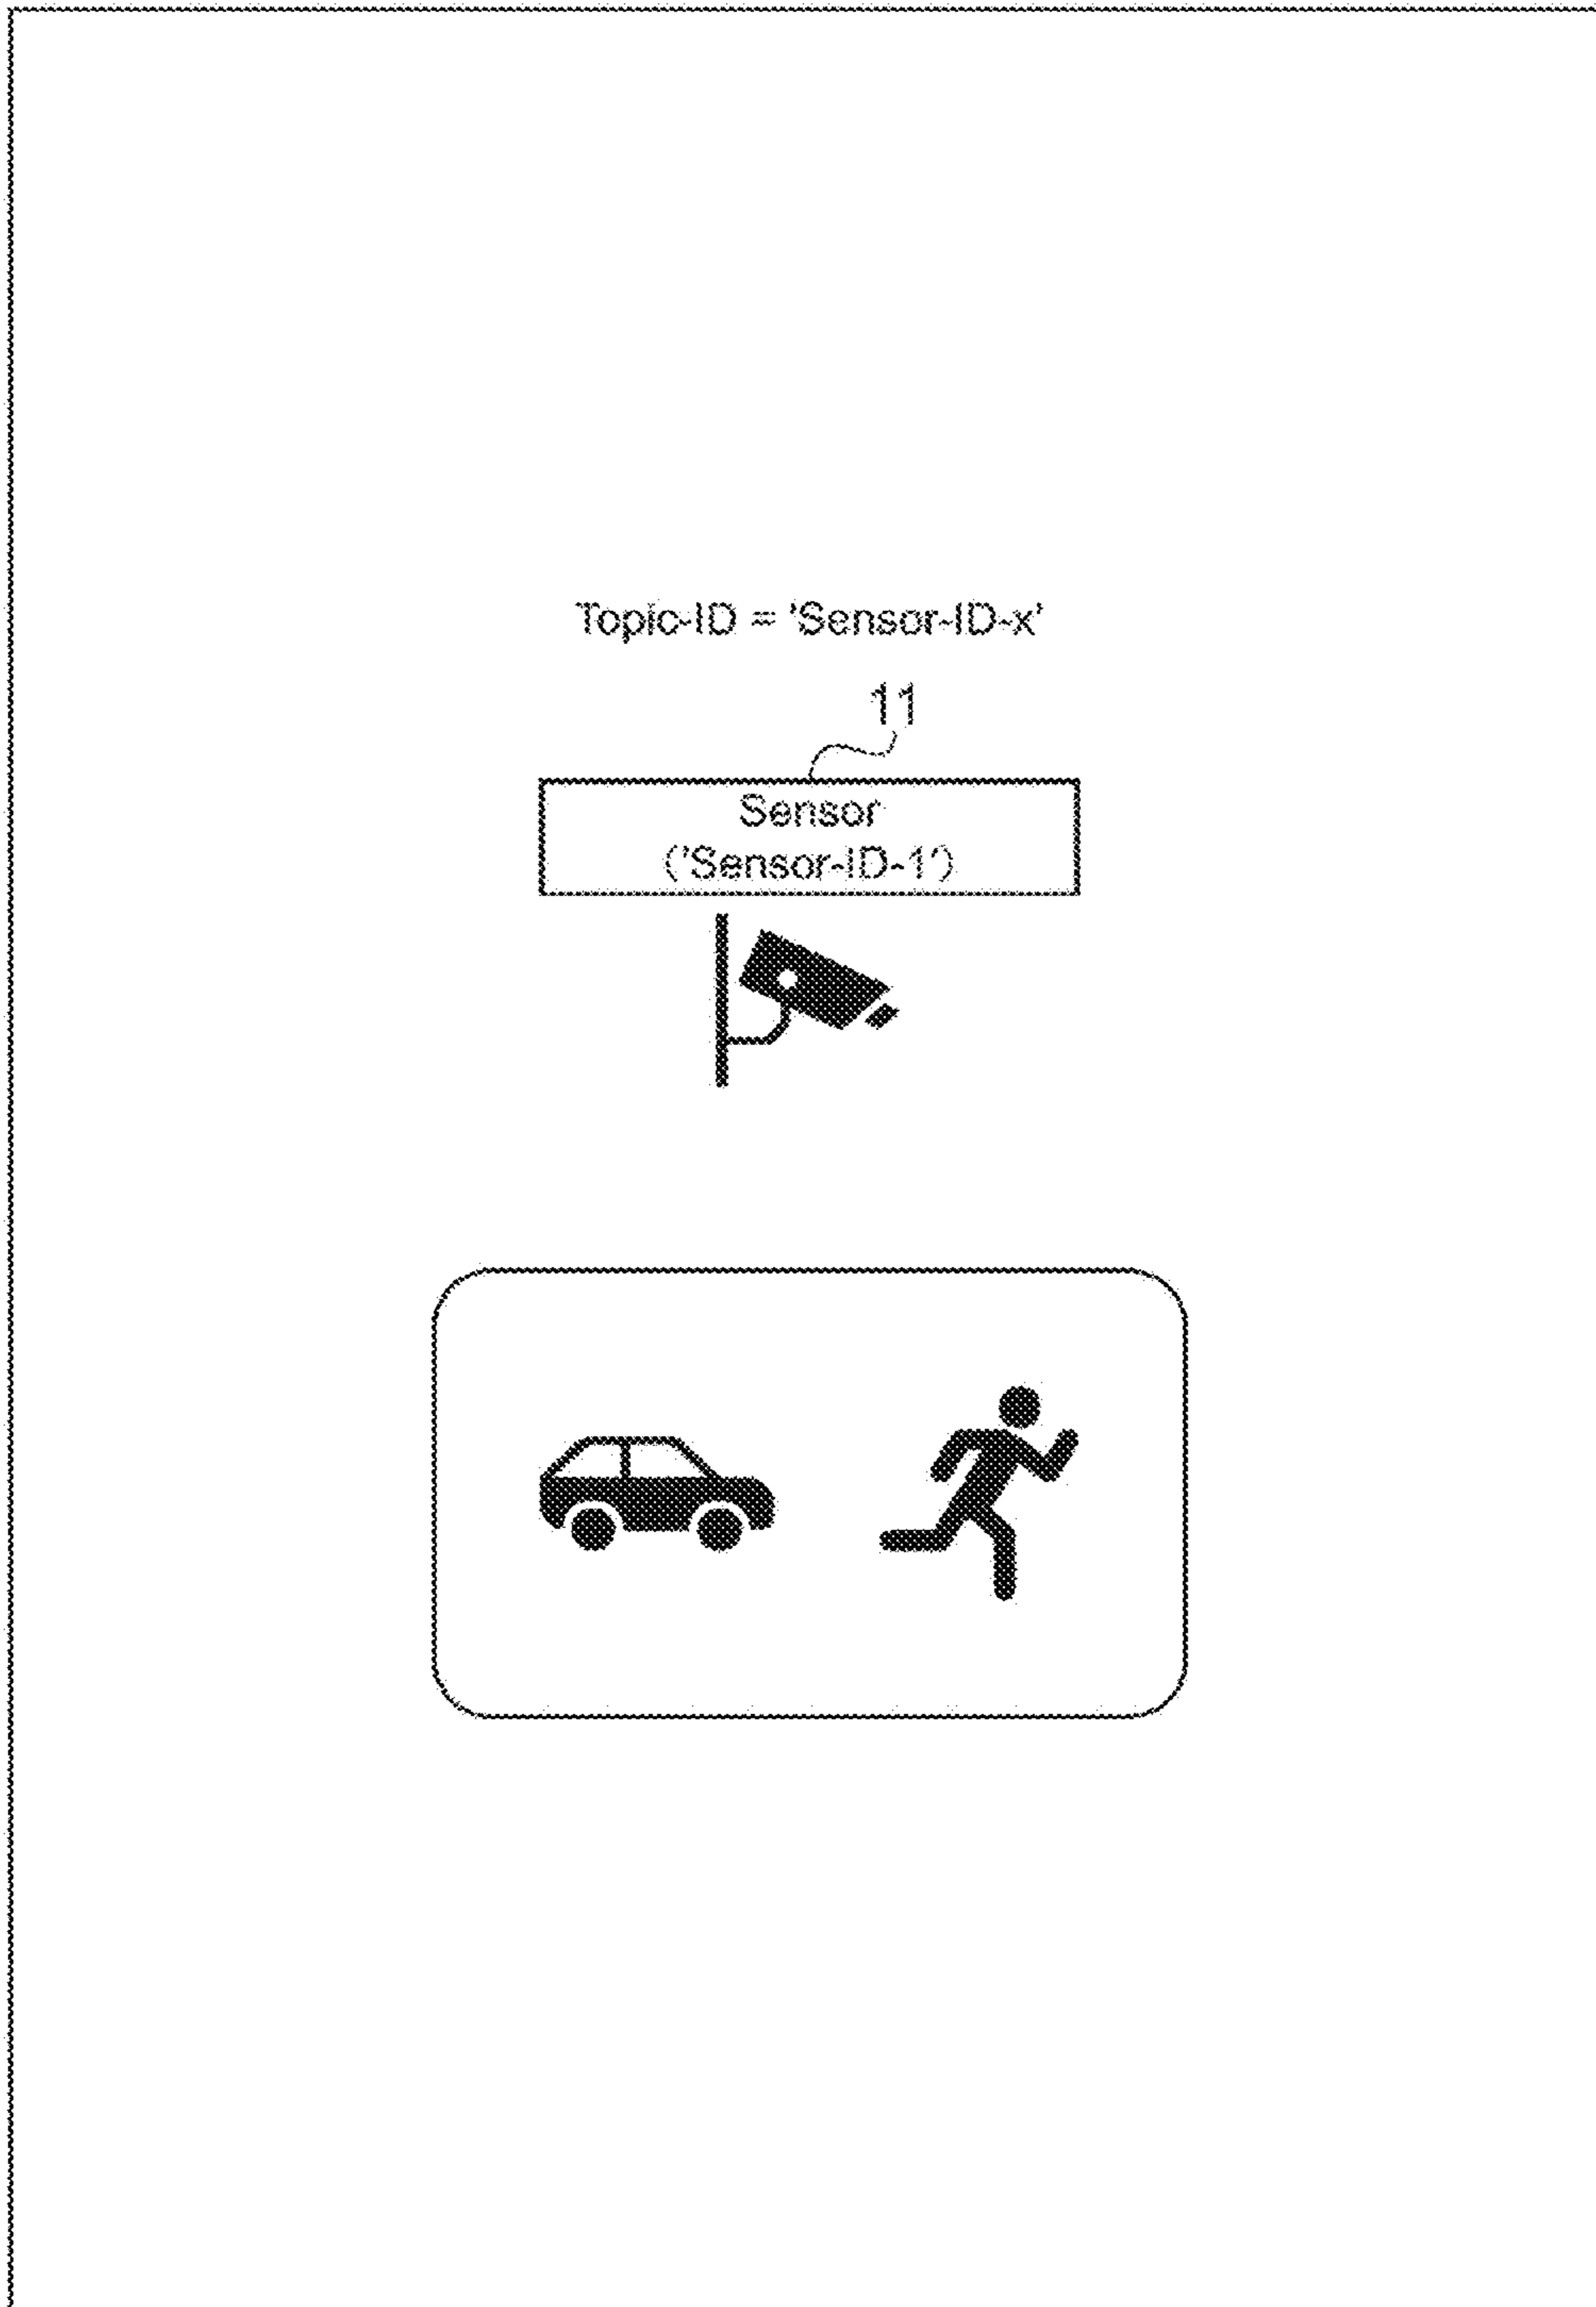 Topic-ID = 'Sensor-ID-x'
11
Sensor
('Sensor-ID-1')